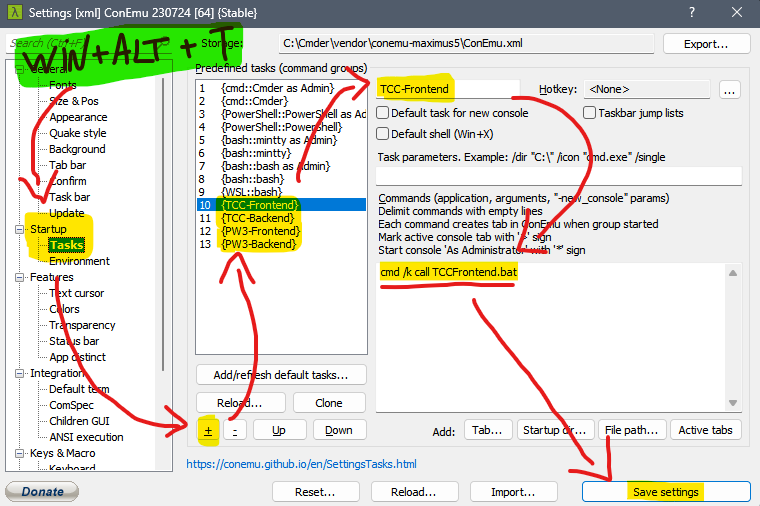 Settings [xml] ConEmu 230724 [64] {Stable}
Search (Ctrl+F)
WIN+ALT+T
Storage:
C:\Cmder\vendor\conemu-maximus5\ConEmu.xml
Export...
General
Fonts
Size & Pos
Appearance
Quake style
Background
Tab bar
Confirm
Task bar
Update
Startup
Tasks
Environment
Features
Text cursor
Colors
Transparency
Status bar
App distinct
Integration
Default term
ComSpec
Children GUI
ANSI execution
Keys & Macro
Keyboard
Predefined tasks (command groups)
1 {cmd::Cmder as Admin}
2 {cmd::Cmder}
3 {PowerShell::PowerShell as Ad
4 {PowerShell::PowerShell}
5 {bash::mintty as Admin}
6 {bash::mintty}
7 {bash::bash as Admin}
8 {bash::bash}
9 {WSL::bash}
10 {TCC-Frontend}
11 {TCC-Backend}
12 {PW3-Frontend}
13 {PW3-Backend}
Add/refresh default tasks...
Reload...
Clone
+
-
Up
Down
TCC-Frontend
Hotkey:
<None>
...
Default task for new console
Taskbar jump lists
Default shell (Win+X)
Task parameters. Example: /dir "C:\" /icon "cmd.exe" /single
Commands (application, arguments, "-new_console" params)
Delimit commands with empty lines
Each command creates tab in ConEmu when group started
Mark active console tab with '>' sign
Start console 'As Administrator' with '*' sign
cmd /k call TCCFrontend.bat
Add:
Tab...
Startup dir...
File path...
Active tabs
https://conemu.github.io/en/SettingsTasks.html
Donate
Reset...
Reload...
Import...
Save settings